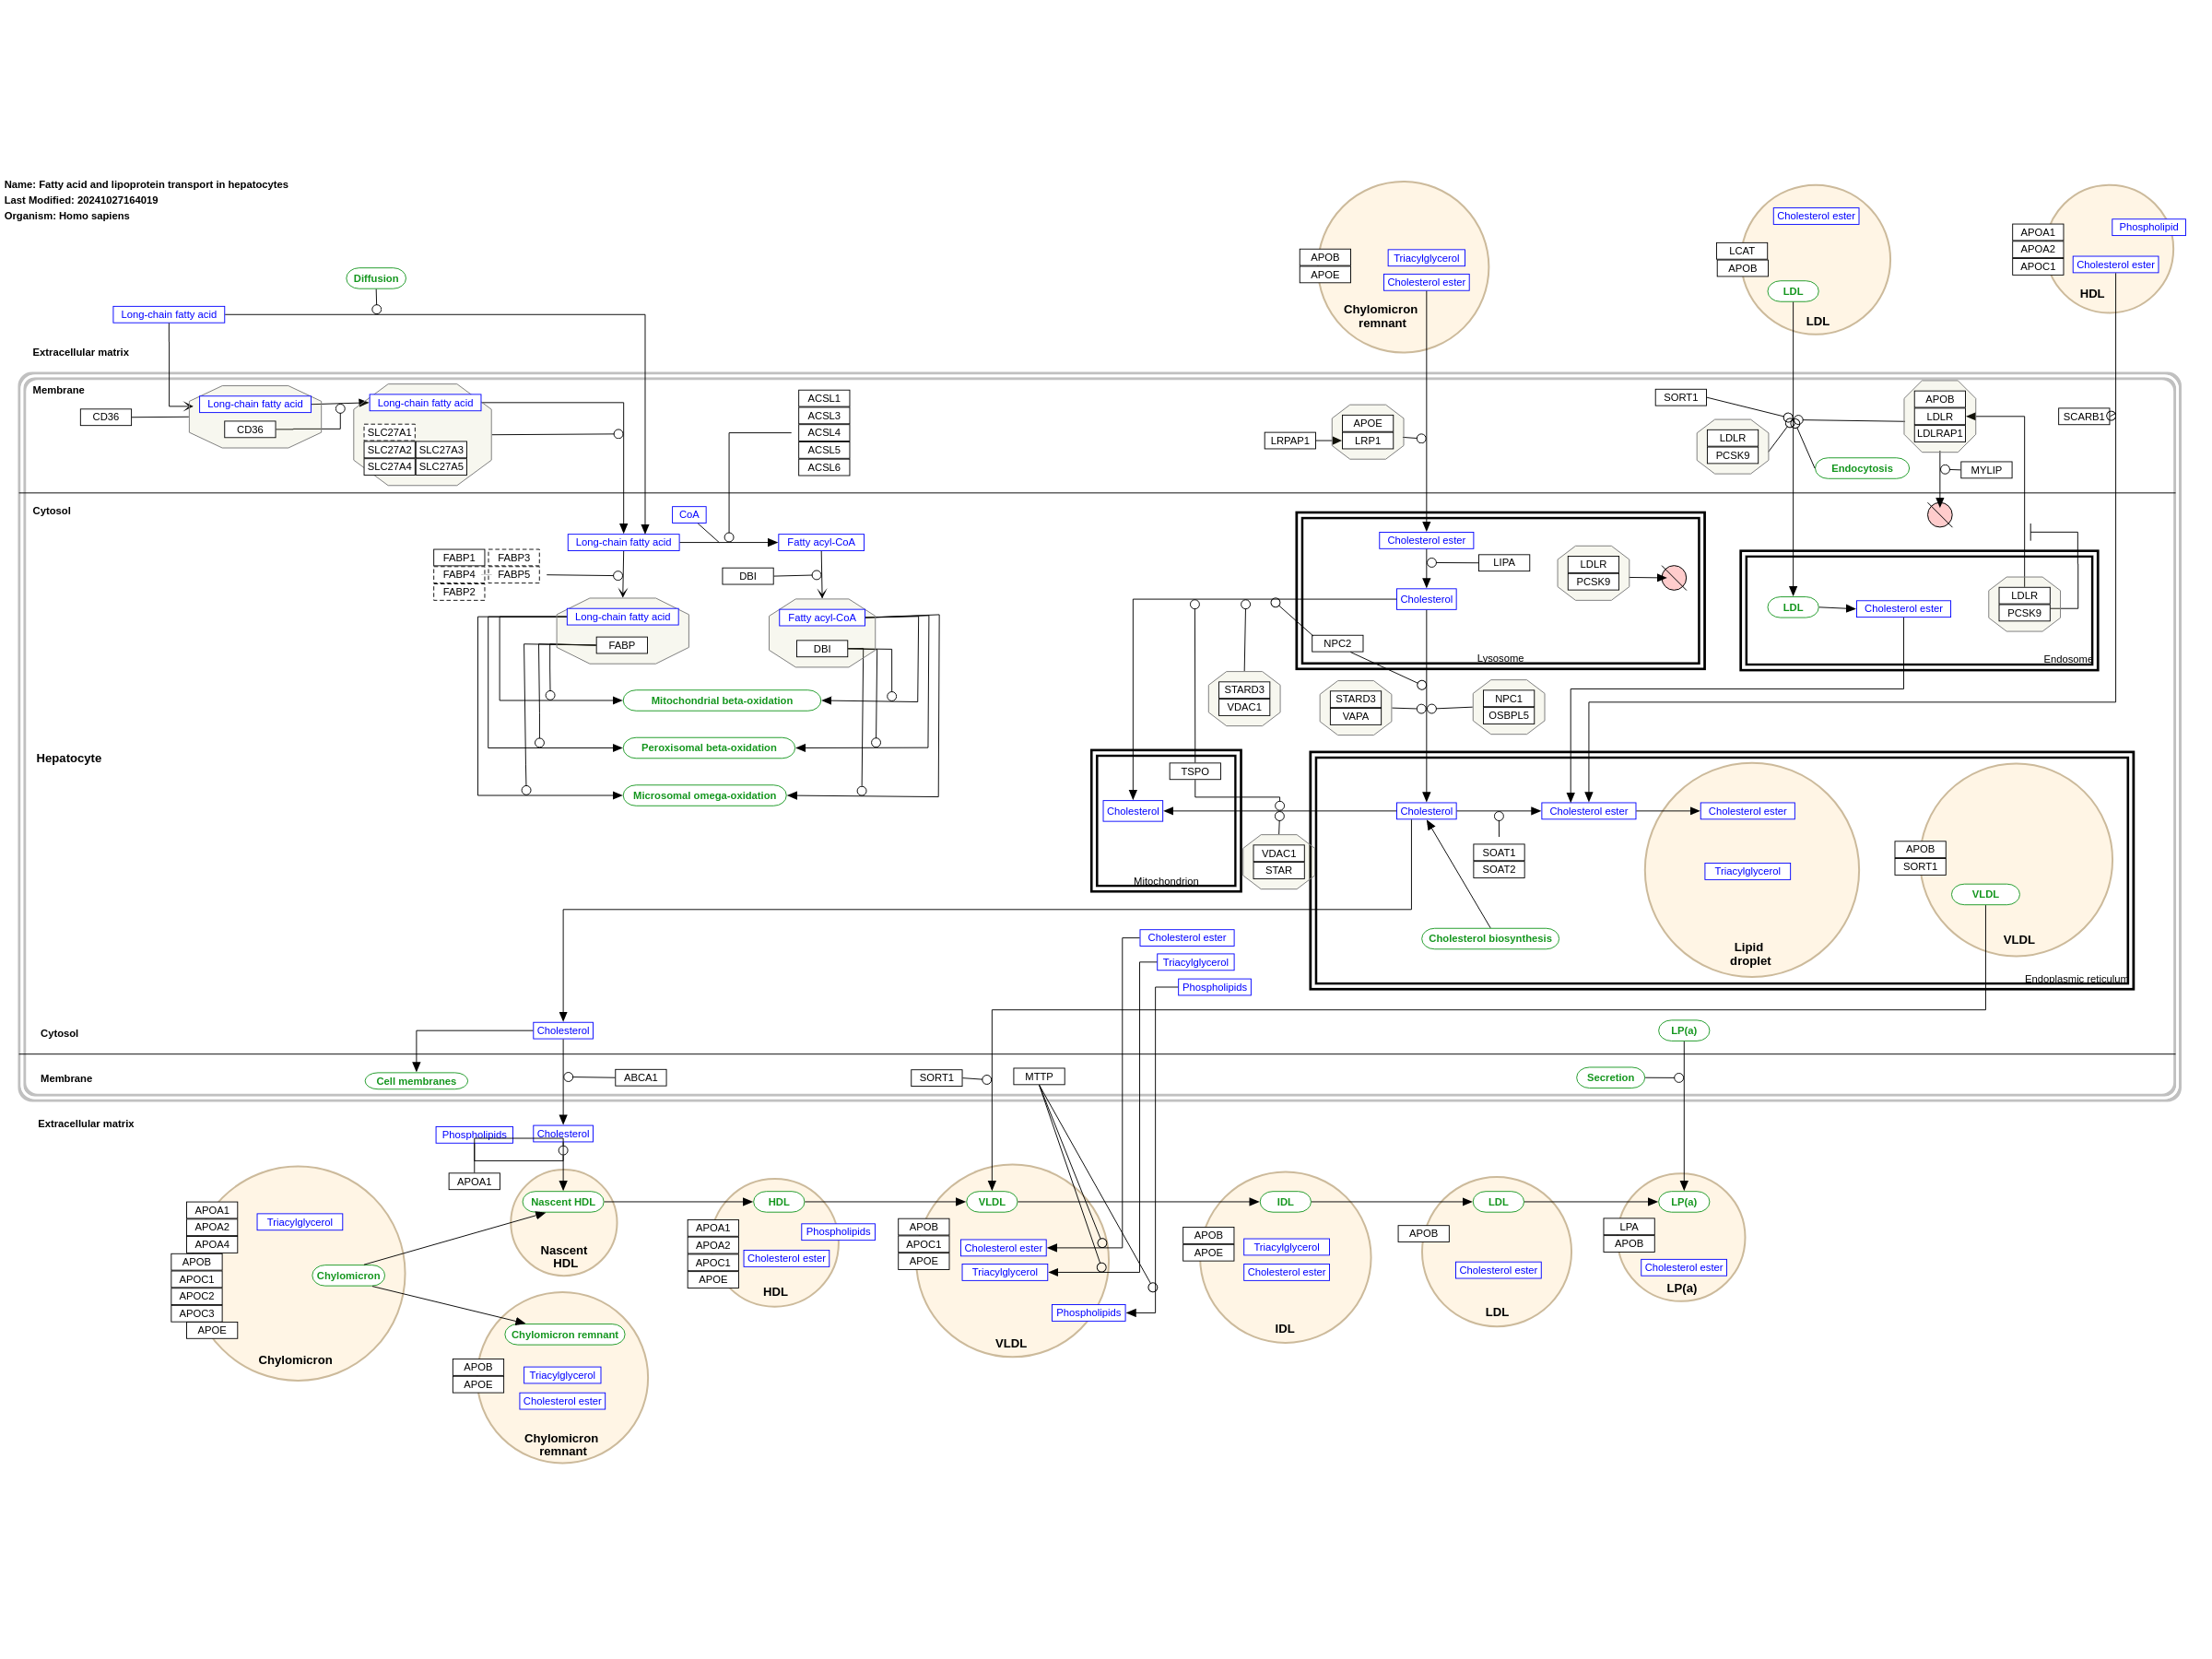 Name: Fatty acid and lipoprotein transport in hepatocytes
Last Modified: 20241027164019
Organism: Homo sapiens
Diffusion
Long-chain fatty acid
Extracellular matrix
APOB
APOE
Triacylglycerol
Cholesterol ester
Chylomicron
remnant
Cholesterol ester
LCAT
APOB
LDL
LDL
APOA1
APOA2
APOC1
Phospholipid
Cholesterol ester
HDL
Membrane
CD36
Long-chain fatty acid
CD36
Long-chain fatty acid
SLC27A1
SLC27A2
SLC27A3
SLC27A4
SLC27A5
ACSL1
ACSL3
ACSL4
ACSL5
ACSL6
LRPAP1
APOE
LRP1
SORT1
LDLR
PCSK9
Endocytosis
APOB
LDLR
LDLRAP1
MYLIP
SCARB1
Cytosol
CoA
Long-chain fatty acid
Fatty acyl-CoA
FABP1
FABP3
FABP4
FABP5
FABP2
DBI
Long-chain fatty acid
FABP
Fatty acyl-CoA
DBI
Mitochondrial beta-oxidation
Peroxisomal beta-oxidation
Microsomal omega-oxidation
Hepatocyte
Cholesterol ester
LIPA
Cholesterol
LDLR
PCSK9
NPC2
Lysosome
LDL
Cholesterol ester
LDLR
PCSK9
Endosome
STARD3
VDAC1
STARD3
VAPA
NPC1
OSBPL5
TSPO
Cholesterol
Mitochondrion
VDAC1
STAR
Cholesterol
SOAT1
SOAT2
Cholesterol ester
Cholesterol biosynthesis
Cholesterol ester
Triacylglycerol
Lipid
droplet
APOB
SORT1
VLDL
VLDL
Endoplasmic reticulum
Cholesterol ester
Triacylglycerol
Phospholipids
Cytosol
Cholesterol
LP(a)
Membrane
Cell membranes
ABCA1
SORT1
MTTP
Secretion
Extracellular matrix
Phospholipids
Cholesterol
APOA1
APOA1
APOA2
APOA4
APOB
APOC1
APOC2
APOC3
APOE
Triacylglycerol
Chylomicron
Chylomicron
Nascent HDL
Nascent
HDL
Chylomicron remnant
APOB
APOE
Triacylglycerol
Cholesterol ester
Chylomicron
remnant
HDL
APOA1
APOA2
APOC1
APOE
Phospholipids
Cholesterol ester
HDL
VLDL
APOB
APOC1
APOE
Cholesterol ester
Triacylglycerol
Phospholipids
VLDL
IDL
APOB
APOE
Triacylglycerol
Cholesterol ester
IDL
LDL
APOB
Cholesterol ester
LDL
LP(a)
LPA
APOB
Cholesterol ester
LP(a)